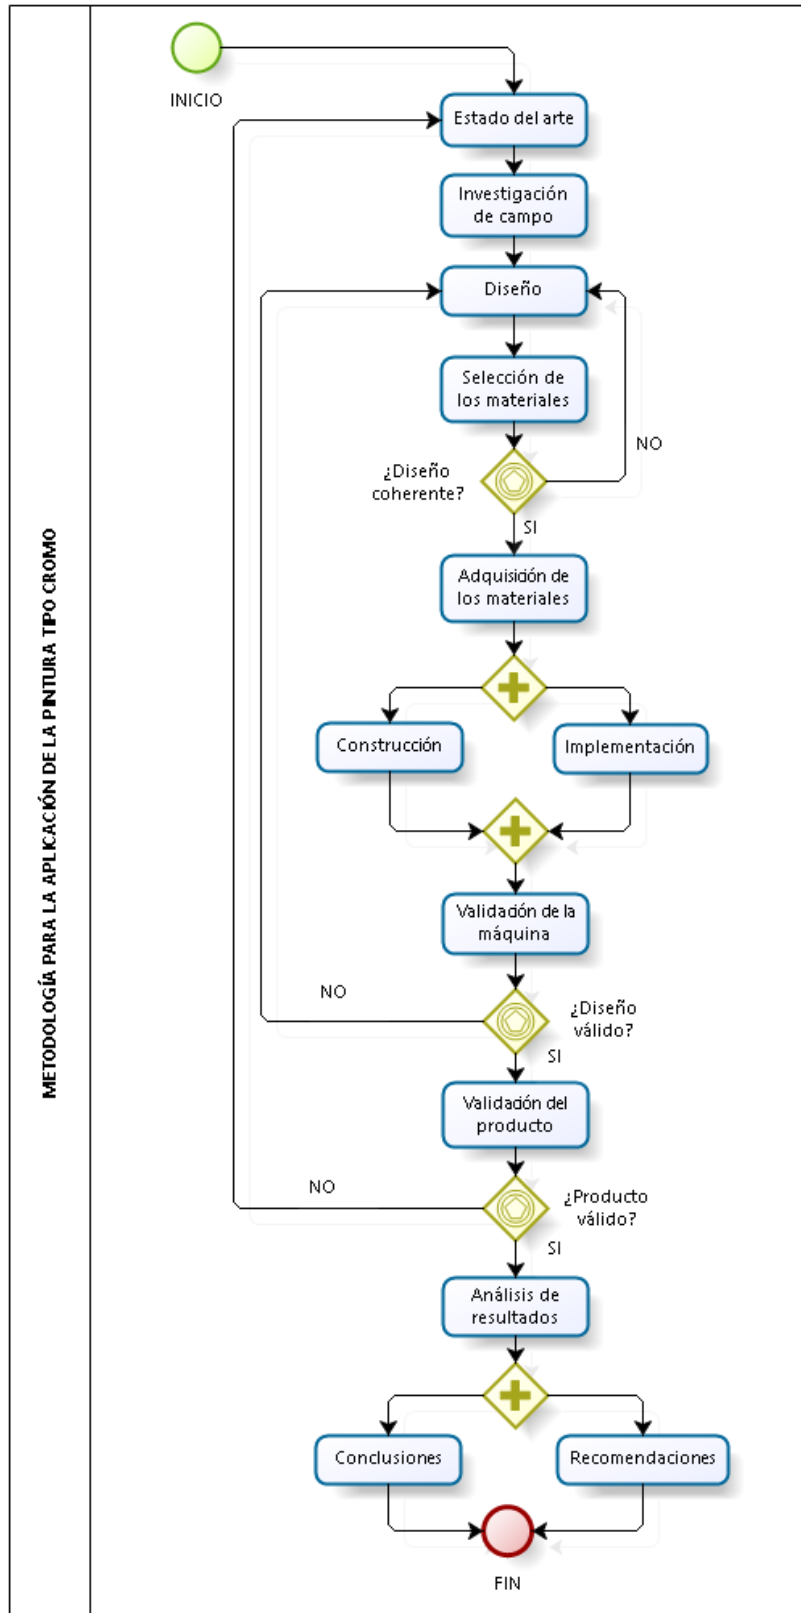 METODOLOGÍA PARA LA APLICACIÓN DE LA PINTURA TIPO CROMO
INICIO
Estado del arte
Investigación
de campo
Diseño
Selección de
los materiales
¿Diseño
coherente?
NO
SI
Adquisición de
los materiales
Construcción
Implementación
Validación de la
máquina
NO
¿Diseño
válido?
SI
Validación del
producto
NO
¿Producto
válido?
SI
Análisis de
resultados
Conclusiones
Recomendaciones
FIN